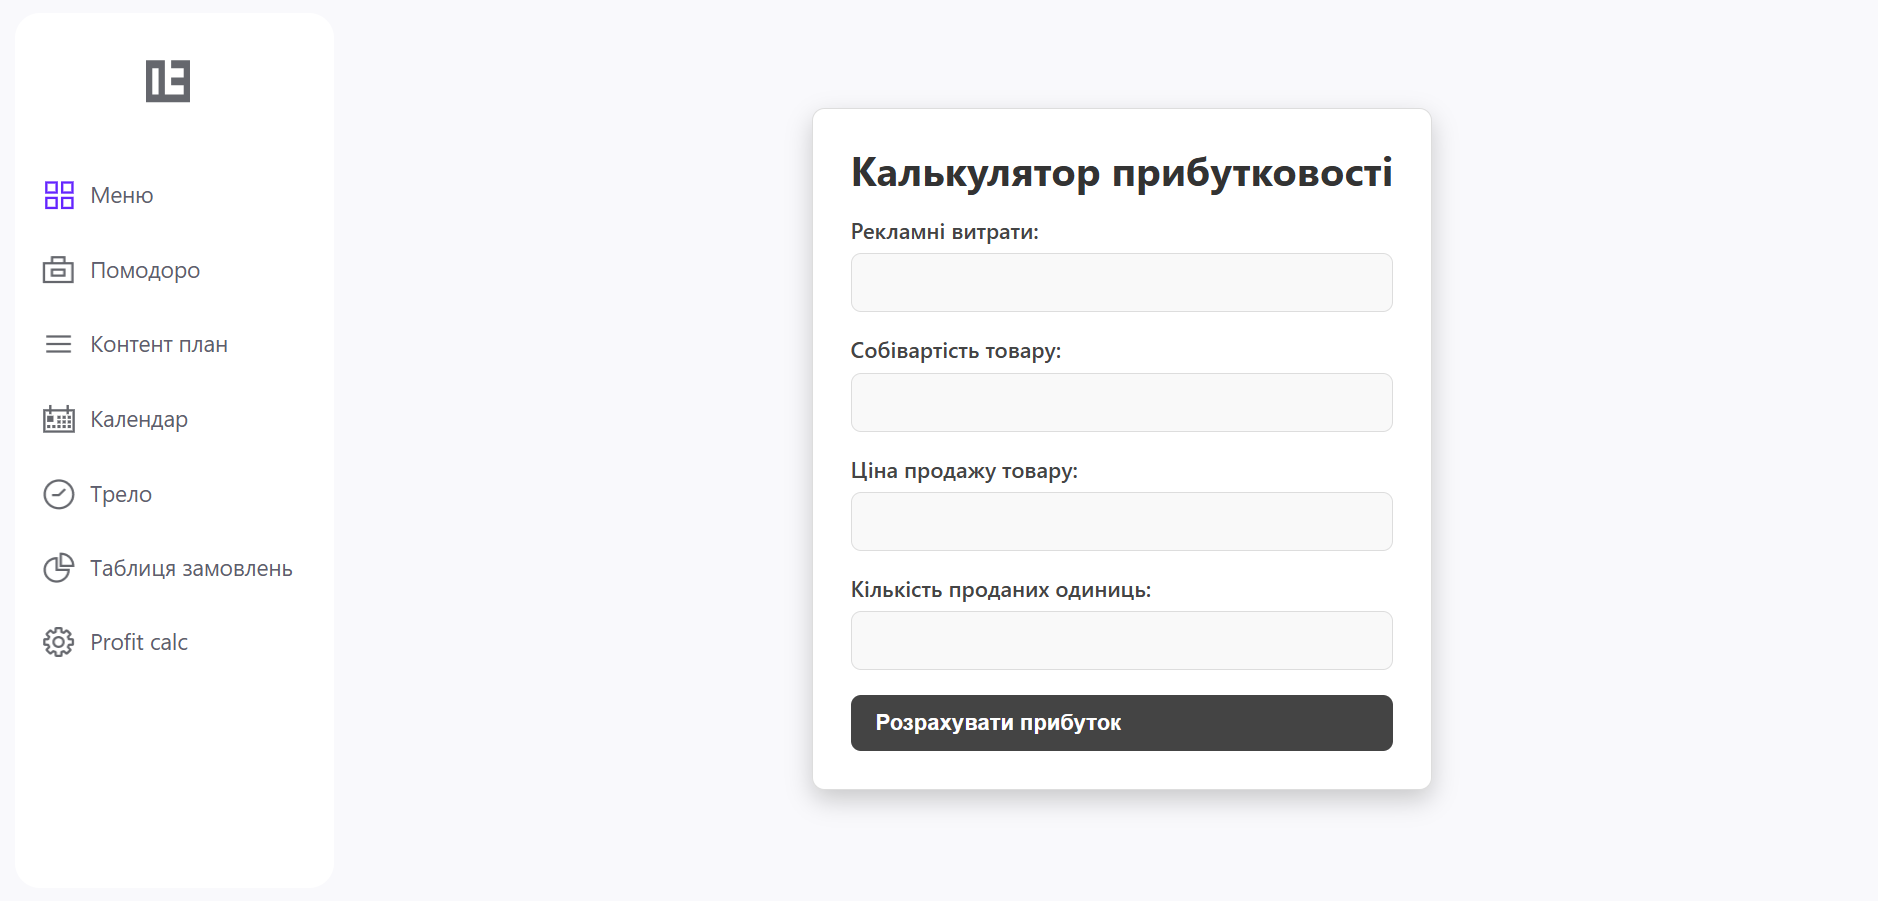 Меню
Помодоро
Контент план
Календар
Трело
Таблиця замовлень
Profit calc
Калькулятор прибутковості
Рекламні витрати:
Собівартість товару:
Ціна продажу товару:
Кількість проданих одиниць:
Розрахувати прибуток